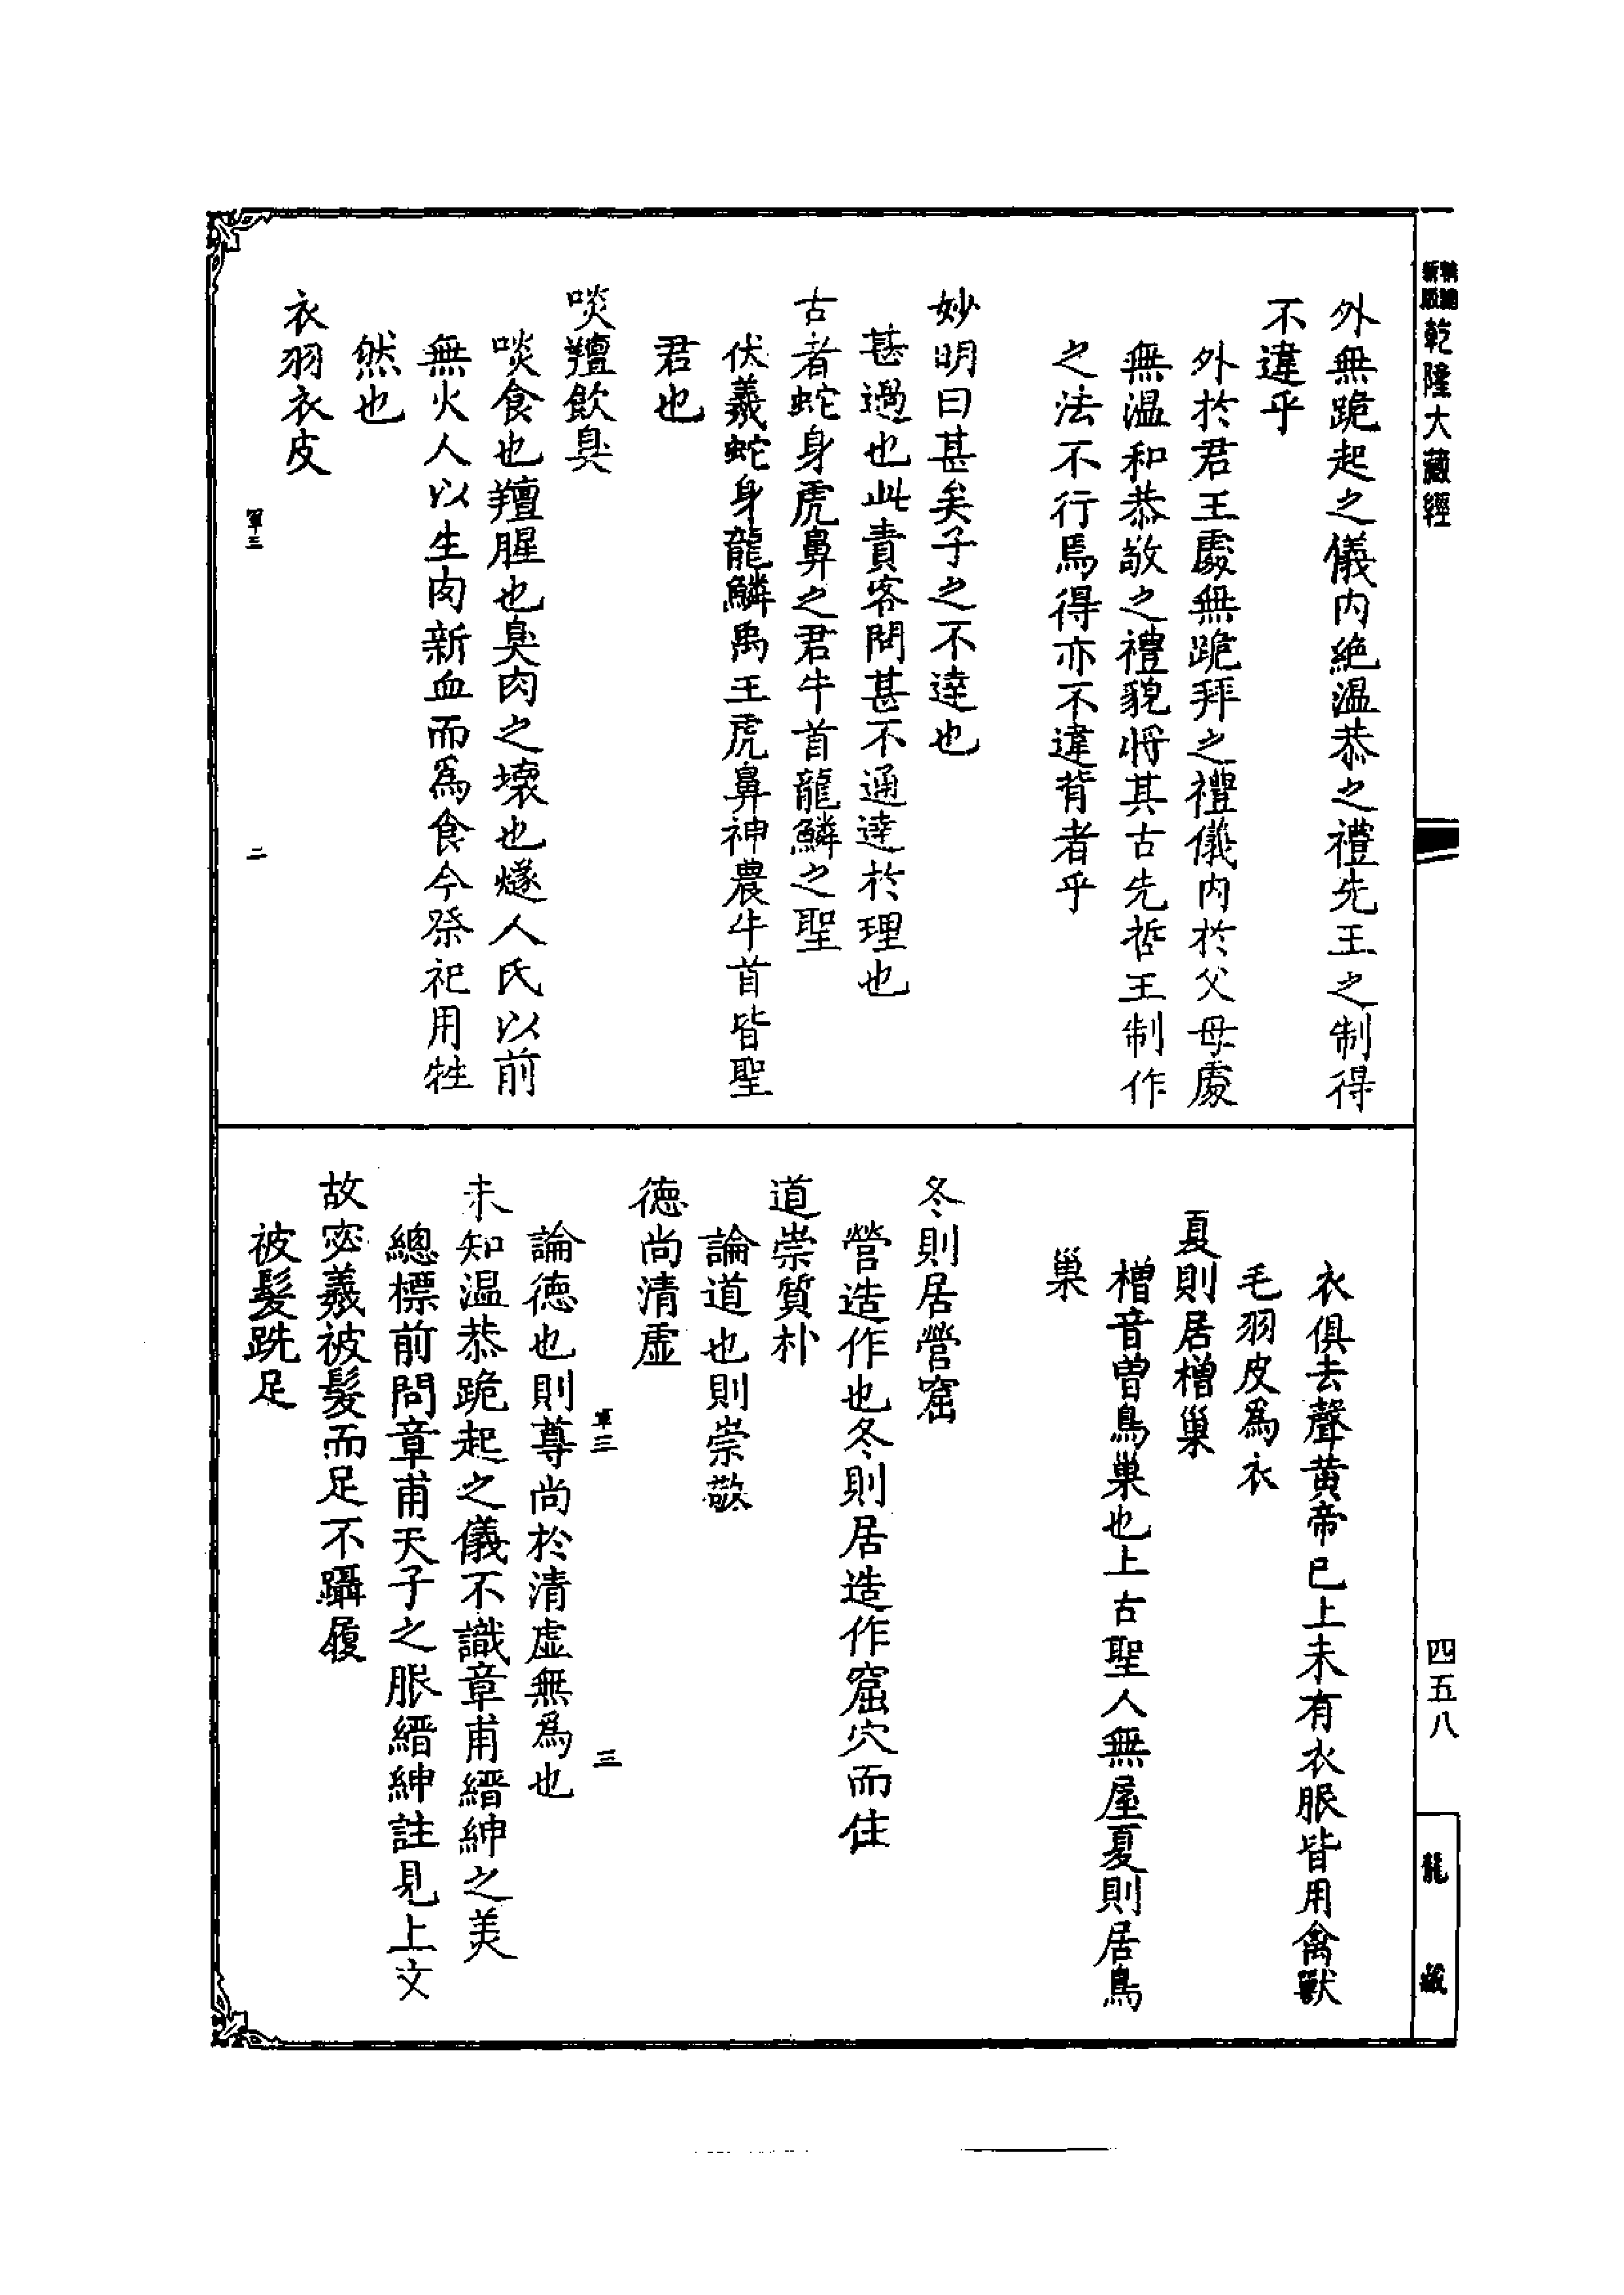 新編縮版乾隆大藏經
外無跪起之儀內絕温恭之禮先王之制得
不違乎
外於君王處無跪拜之禮儀內於父母處
無温和恭敬之禮貌將其古先哲王制作
之法不行焉得亦不違背者乎
妙明曰甚矣子之不達也
甚過也此責客問甚不通達於理也
古者蛇身虎鼻之君牛首龍鱗之聖
伏羲蛇身龍鱗禹王虎鼻神農牛首皆聖
君也
啖羶飲臭
啖食也羶腥也臭肉之壞也燧人氏以前
無火人以生肉新血而為食今祭祀用牲
然也
衣羽衣皮
軍三
二
衣俱去聲黃帝已上未有衣服皆用禽獸
毛羽皮為衣
夏則居橧巢
橧音曾鳥巢也上古聖人無屋夏則居鳥
巢
冬則居營窟
營造作也冬則居造作窟穴而住
道崇質朴
論道也則崇敬
德尚清虛
軍三
三
論德也則尊尚於清虛無為也
未知温恭跪起之儀不識章甫縉紳之美
總標前問章甫天子之服縉紳註見上文
故宓羲被髮而足不躡履
被髮跣足
四五八
龍藏